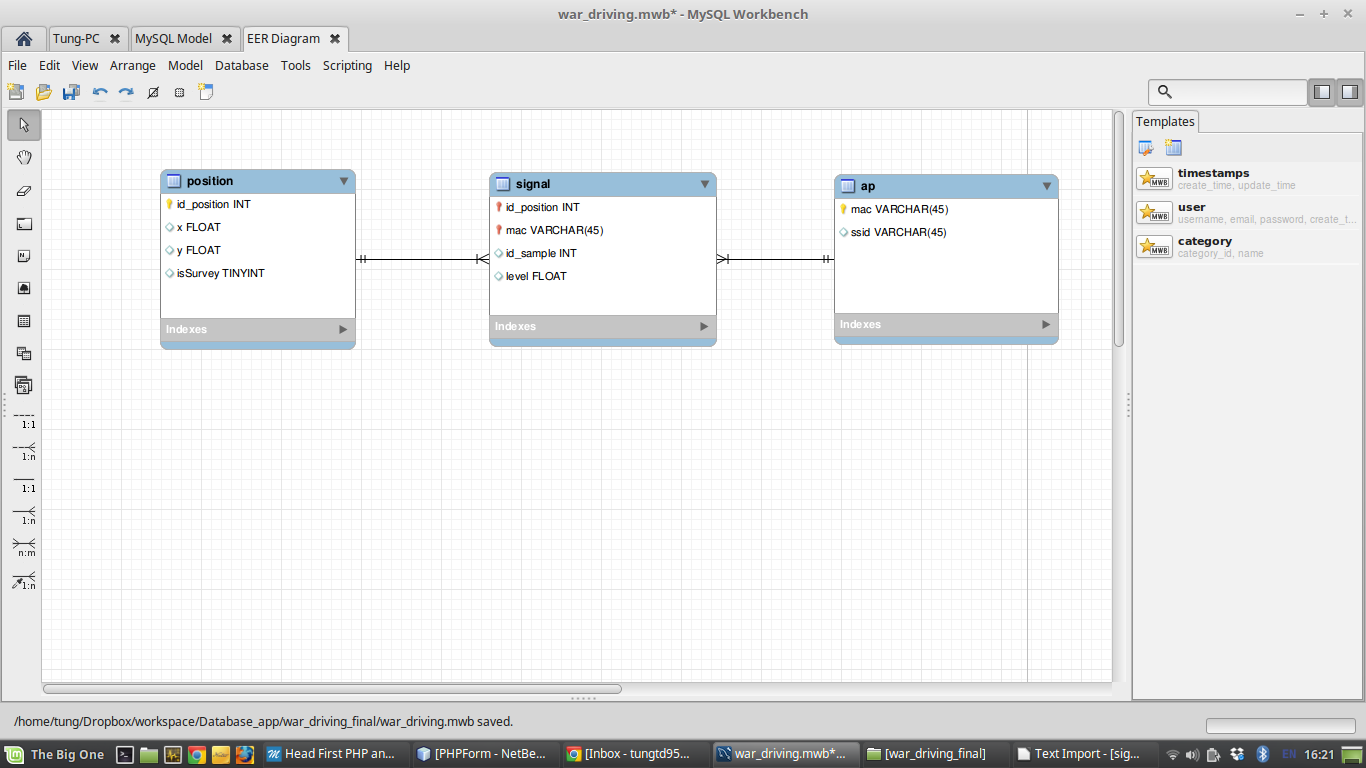 war_driving.mwb* - MySQL Workbench
Tung-PC
MySQL Model
EER Diagram
File Edit View Arrange Model Database Tools Scripting Help
Templates
timestamps
create_time, update_time
user
username, email, password, create_t...
category
category_id, name
MWB
MWB
MWB
position
id_position INT
x FLOAT
y FLOAT
isSurvey TINYINT
Indexes
signal
id_position INT
mac VARCHAR(45)
id_sample INT
level FLOAT
Indexes
ap
mac VARCHAR(45)
ssid VARCHAR(45)
Indexes
1:1
1:n
1:1
1:n
n:m
1:n
/home/tung/Dropbox/workspace/Database_app/war_driving_final/war_driving.mwb saved.
The Big One
Head First PHP an...
[PHPForm - NetBe...
[Inbox - tungtd95...
war_driving.mwb*...
[war_driving_final]
Text Import - [sig...
EN
16:21